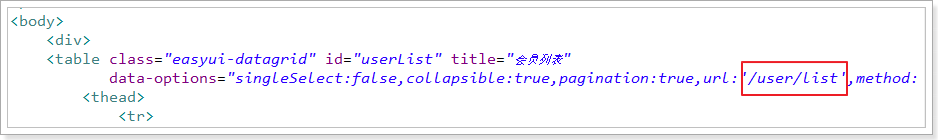 <body>
<div>
<table class="easyui-datagrid" id="userList" title="会员列表"
data-options="singleSelect:false,collapsible:true,pagination:true,url:'/user/list',method:
<thead>
<tr>